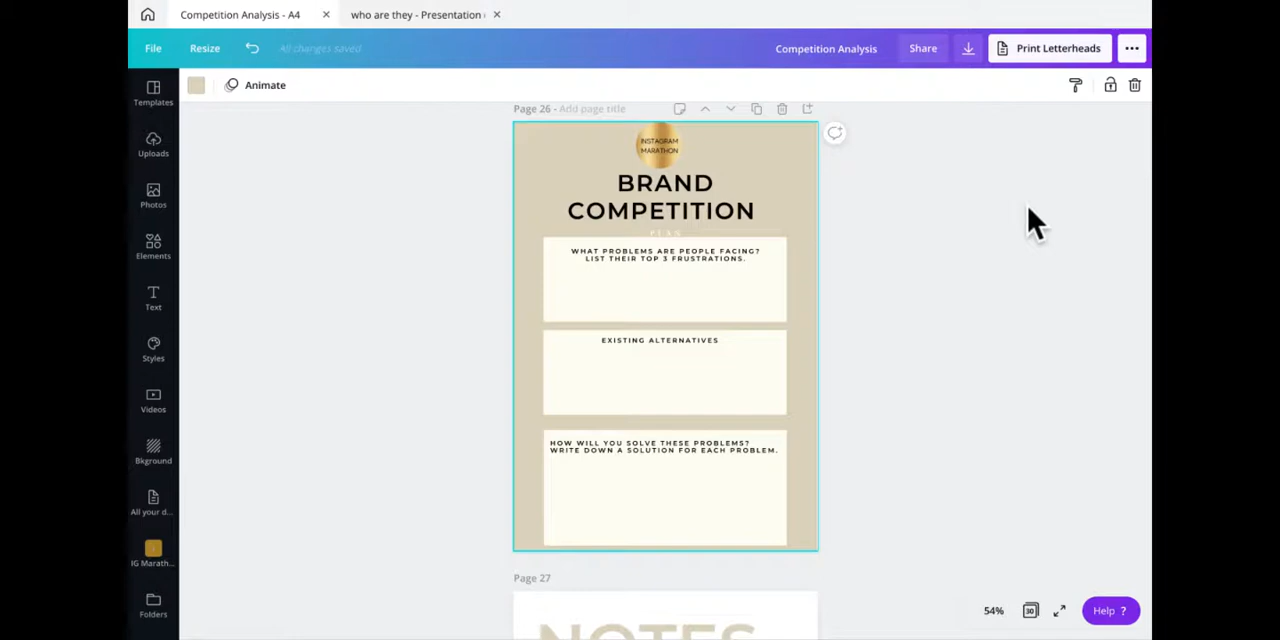 Competition Analysis - A4
who are they - Presentation
File
Resize
All changes saved
Competition Analysis
Share
Print Letterheads
Animate
Templates
Uploads
Photos
Elements
Text
Styles
Videos
Bkground
All your d...
IG Marath...
Folders
Page 26 - Add page title
INSTAGRAM
MARATHON
BRAND
COMPETITION
PLAN
WHAT PROBLEMS ARE PEOPLE FACING?
LIST THEIR TOP 3 FRUSTRATIONS.
EXISTING ALTERNATIVES
HOW WILL YOU SOLVE THESE PROBLEMS?
WRITE DOWN A SOLUTION FOR EACH PROBLEM.
Page 27
NOTES
54%
30
Help ?